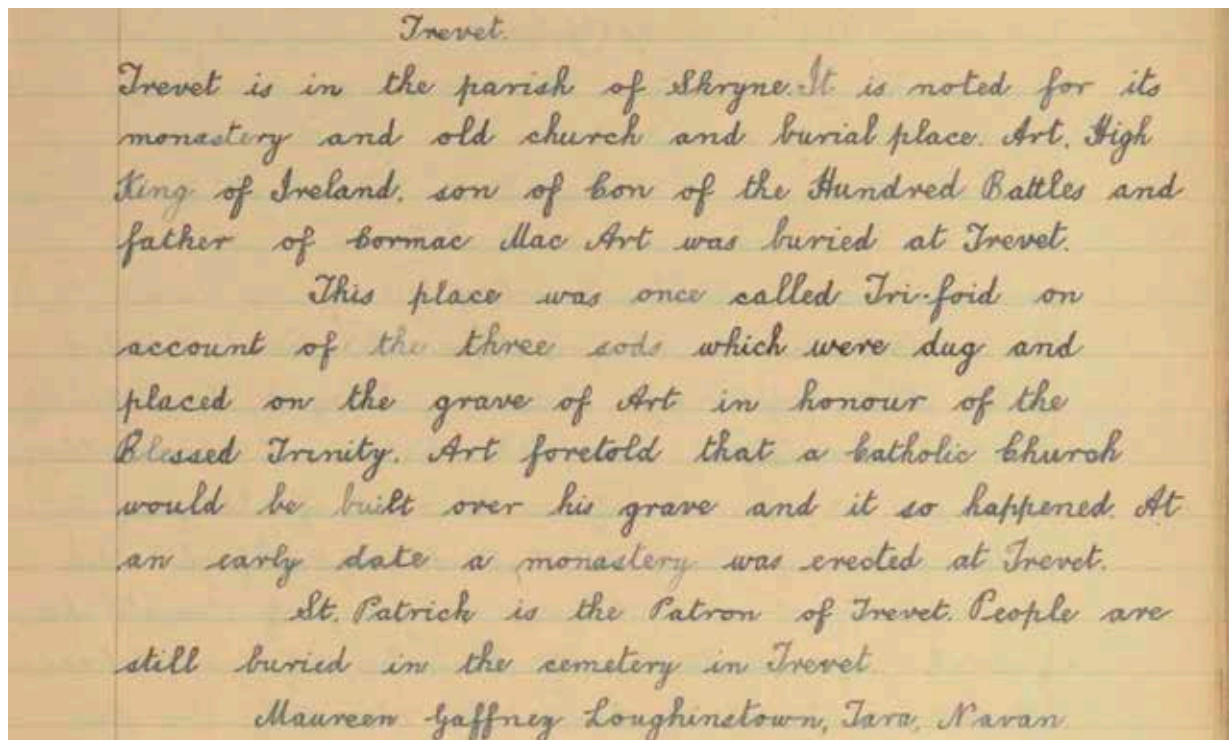 Trevet.
Trevet is in the parish of Skryne. It is noted for its
monastery and old church and burial place. Art, High
King of Ireland, son of Con of the Hundred Battles and
father of Cormac Mac Art was buried at Trevet.
This place was once called Tri-foid on
account of the three sods which were dug and
placed on the grave of Art in honour of the
Blessed Trinity. Art foretold that a Catholic Church
would be built over his grave and it so happened. At
an early date a monastery was erected at Trevet.
St. Patrick is the Patron of Trevet. People are
still buried in the cemetery in Trevet
Maureen Gaffney Loughinstown, Tara, Navan